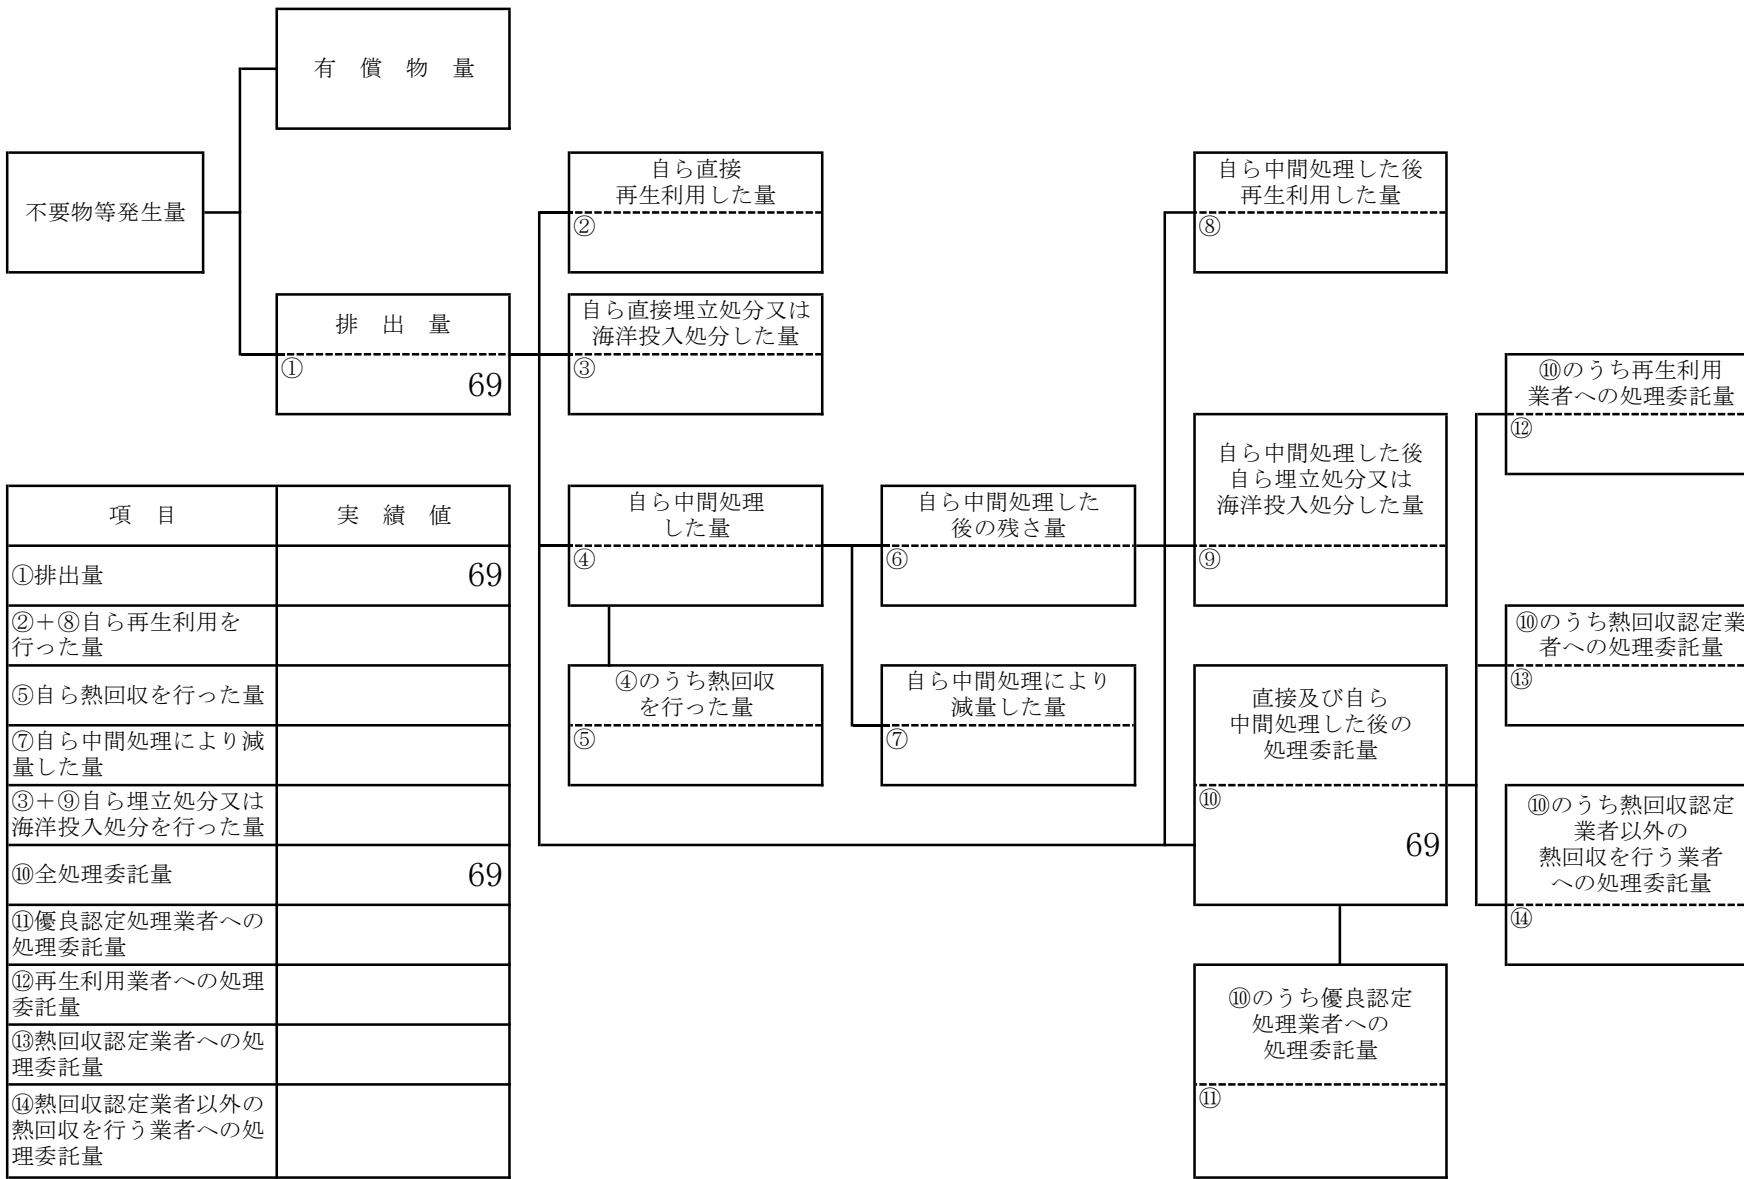 有償物量
不要物等発生量
排出量
①
69
自ら直接
再生利用した量
②
自ら直接埋立処分又は
海洋投入処分した量
③
自ら中間処理
した量
④
④のうち熱回収
を行った量
⑤
自ら中間処理した
後の残さ量
⑥
自ら中間処理により
減量した量
⑦
自ら中間処理した後
再生利用した量
⑧
自ら中間処理した後
自ら埋立処分又は
海洋投入処分した量
⑨
直接及び自ら
中間処理した後の
処理委託量
⑩
69
⑩のうち優良認定
処理業者への
処理委託量
⑪
⑩のうち再生利用
業者への処理委託量
⑫
⑩のうち熱回収認定業
者への処理委託量
⑬
⑩のうち熱回収認定
業者以外の
熱回収を行う業者
への処理委託量
⑭
項目
実績値
①排出量
69
②＋⑧自ら再生利用を
行った量
⑤自ら熱回収を行った量
⑦自ら中間処理により減
量した量
③＋⑨自ら埋立処分又は
海洋投入処分を行った量
⑩全処理委託量
69
⑪優良認定処理業者への
処理委託量
⑫再生利用業者への処理
委託量
⑬熱回収認定業者への処
理委託量
⑭熱回収認定業者以外の
熱回収を行う業者への処
理委託量